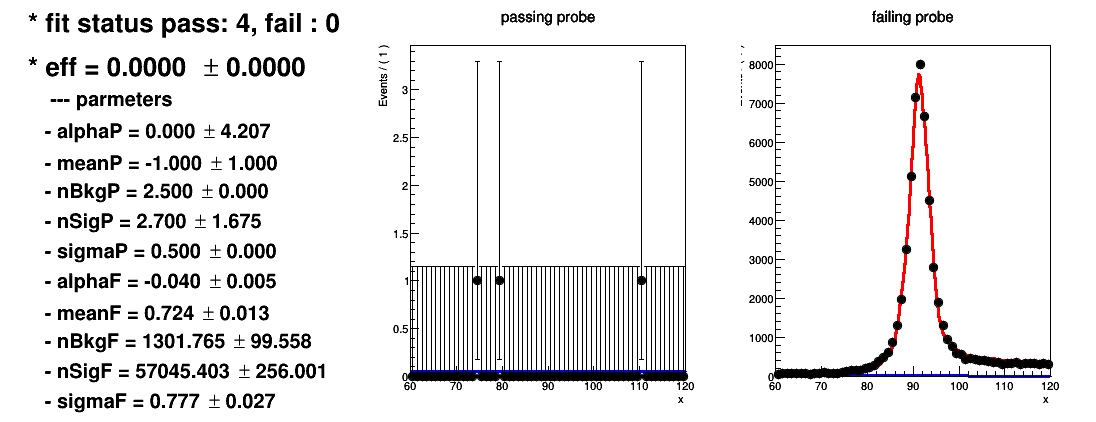 * fit status pass: 4, fail : 0
* eff = 0.0000 ± 0.0000
--- parmeters
- alphaP = 0.000 ± 4.207
- meanP = -1.000 ± 1.000
- nBkgP = 2.500 ± 0.000
- nSigP = 2.700 ± 1.675
- sigmaP = 0.500 ± 0.000
- alphaF = -0.040 ± 0.005
- meanF = 0.724 ± 0.013
- nBkgF = 1301.765 ± 99.558
- nSigF = 57045.403 ± 256.001
- sigmaF = 0.777 ± 0.027
passing probe
Events / ( 1 )
3
2.5
2
1.5
1
0.5
0
60 70 80 90 100 110 120
x
failing probe
8000
7000
6000
5000
4000
3000
2000
1000
0
60 70 80 90 100 110 120
x